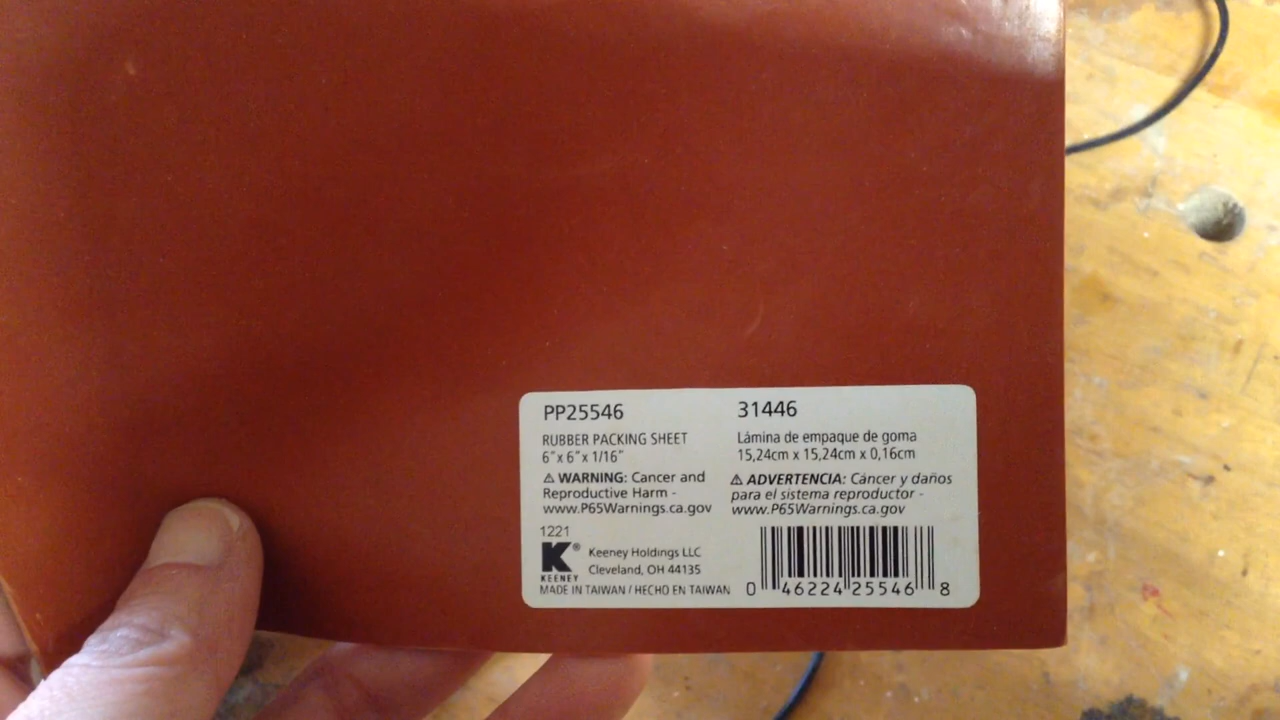 PP25546
RUBBER PACKING SHEET
6"x 6"x 1/16"
⚠ WARNING: Cancer and
Reproductive Harm -
www.P65Warnings.ca.gov
31446
Lámina de empaque de goma
15,24cm x 15,24cm x 0,16cm
⚠ ADVERTENCIA: Cáncer y daños
para el sistema reproductor -
www.P65Warnings.ca.gov
1221
K®
KEENEY
Keeney Holdings LLC
Cleveland, OH 44135
MADE IN TAIWAN / HECHO EN TAIWAN
0 46224 25546 8